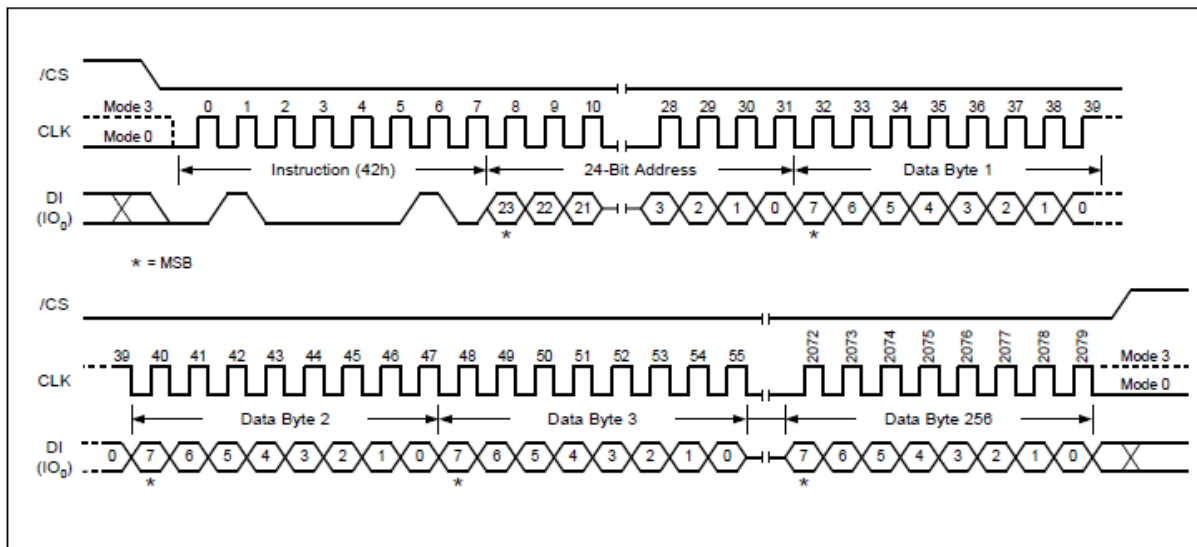 /CS
Mode 3 0 1 2 3 4 5 6 7 8 9 10 28 29 30 31 32 33 34 35 36 37 38 39
CLK Mode 0
Instruction (42h) 24-Bit Address Data Byte 1
DI
(IO₀) 23 22 21 3 2 1 0 7 6 5 4 3 2 1 0
* *
* = MSB
/CS
39 40 41 42 43 44 45 46 47 48 49 50 51 52 53 54 55 2072 2073 2074 2075 2076 2077 2078 2079 Mode 3
CLK Mode 0
Data Byte 2 Data Byte 3 Data Byte 256
DI
(IO₀) 0 7 6 5 4 3 2 1 0 7 6 5 4 3 2 1 0 7 6 5 4 3 2 1 0
* * *